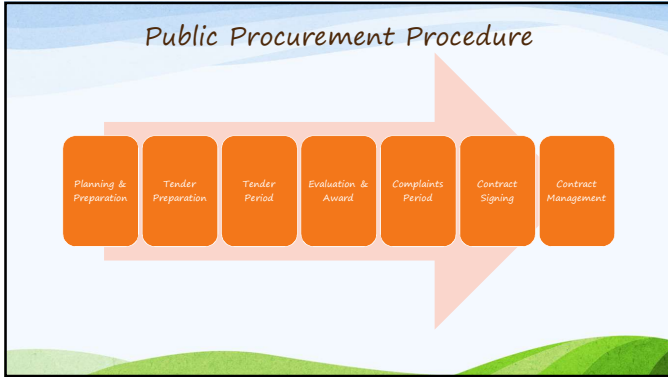 Public Procurement Procedure
Planning &
Preparation
Tender
Preparation
Tender
Period
Evaluation &
Award
Complaints
Period
Contract
Signing
Contract
Management